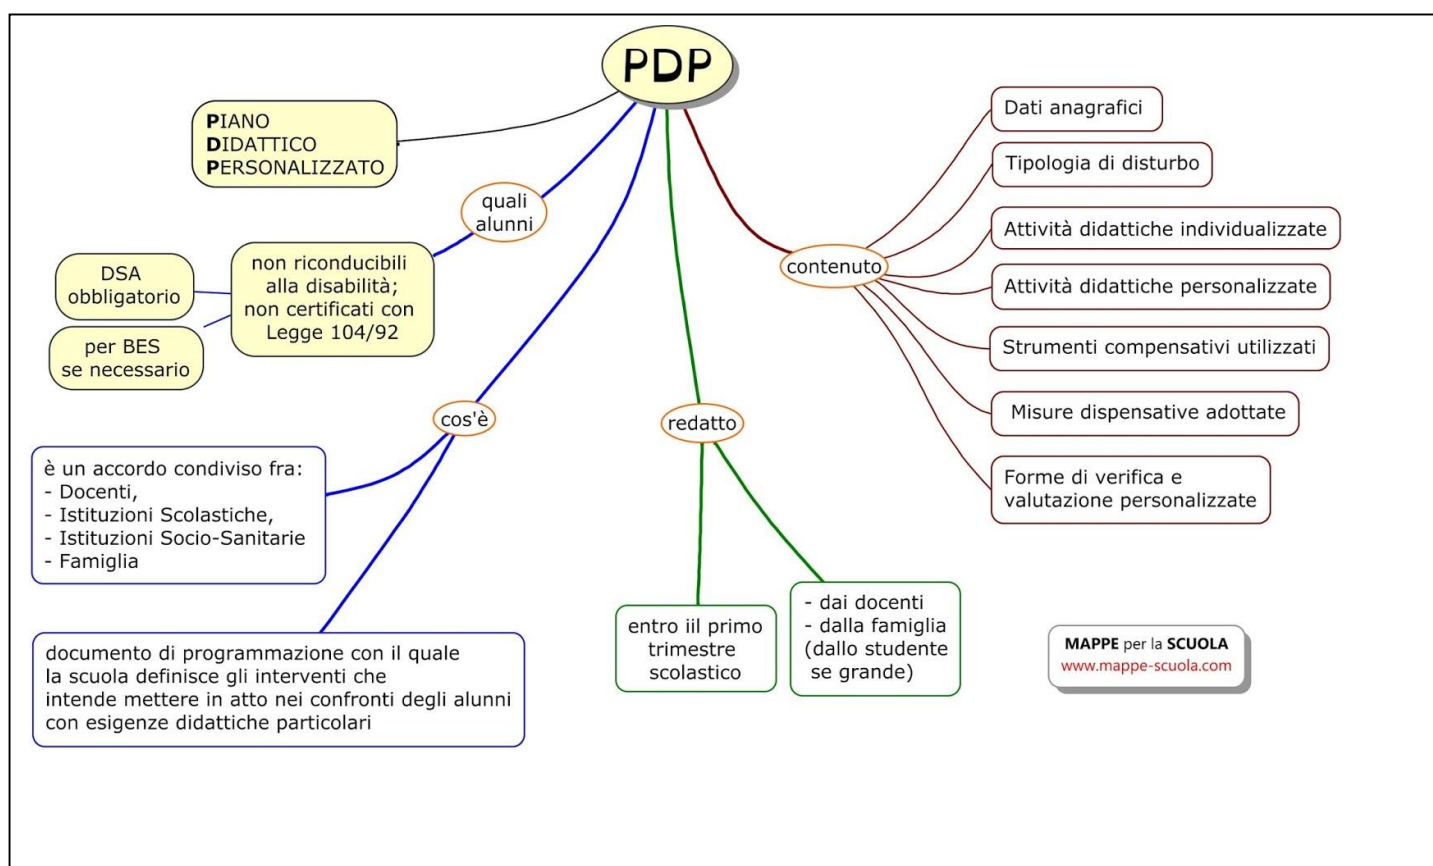 PDP
PIANO
DIDATTICO
PERSONALIZZATO
quali
alunni
non riconducibili
alla disabilità;
non certificati con
Legge 104/92
DSA
obbligatorio
per BES
se necessario
cos'è
è un accordo condiviso fra:
- Docenti,
- Istituzioni Scolastiche,
- Istituzioni Socio-Sanitarie
- Famiglia
documento di programmazione con il quale
la scuola definisce gli interventi che
intende mettere in atto nei confronti degli alunni
con esigenze didattiche particolari
redatto
entro iil primo
trimestre
scolastico
- dai docenti
- dalla famiglia
(dallo studente
se grande)
contenuto
Dati anagrafici
Tipologia di disturbo
Attività didattiche individualizzate
Attività didattiche personalizzate
Strumenti compensativi utilizzati
Misure dispensative adottate
Forme di verifica e
valutazione personalizzate
MAPPE per la SCUOLA
www.mappe-scuola.com